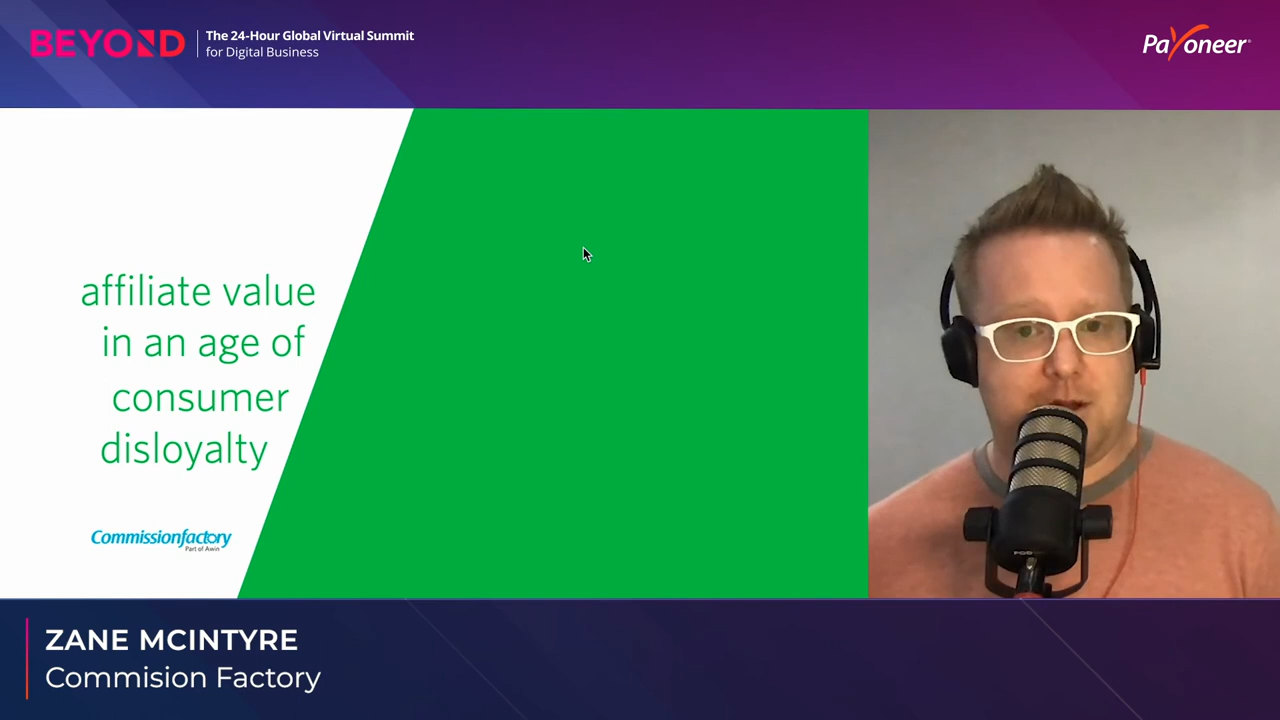 BEYOND
The 24-Hour Global Virtual Summit
for Digital Business
Payoneer
affiliate value
in an age of
consumer
disloyalty
Commissionfactory
Part of Awin
ZANE MCINTYRE
Commision Factory